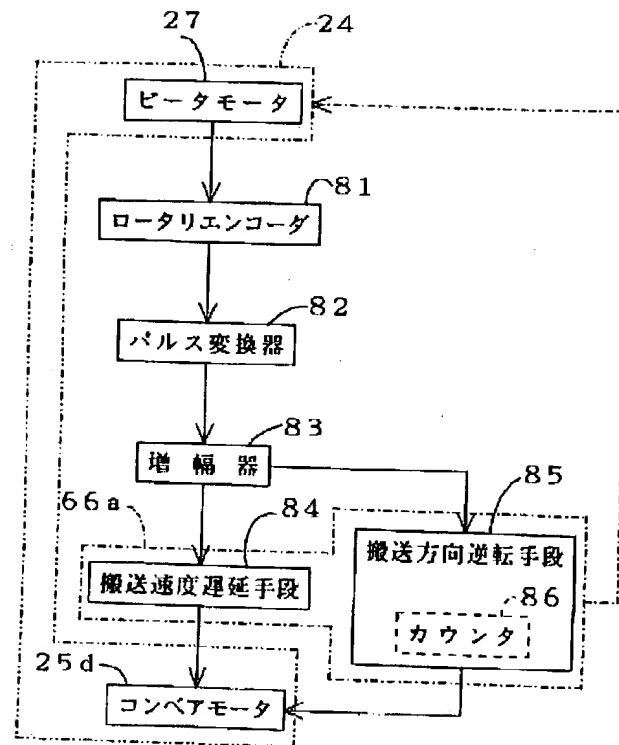 24
27
ビータモータ
81
ロータリエンコーダ
82
パルス変換器
83
増幅器
66a
84
85
搬送速度遅延手段
搬送方向逆転手段
86
カウンタ
25d
コンベアモータ